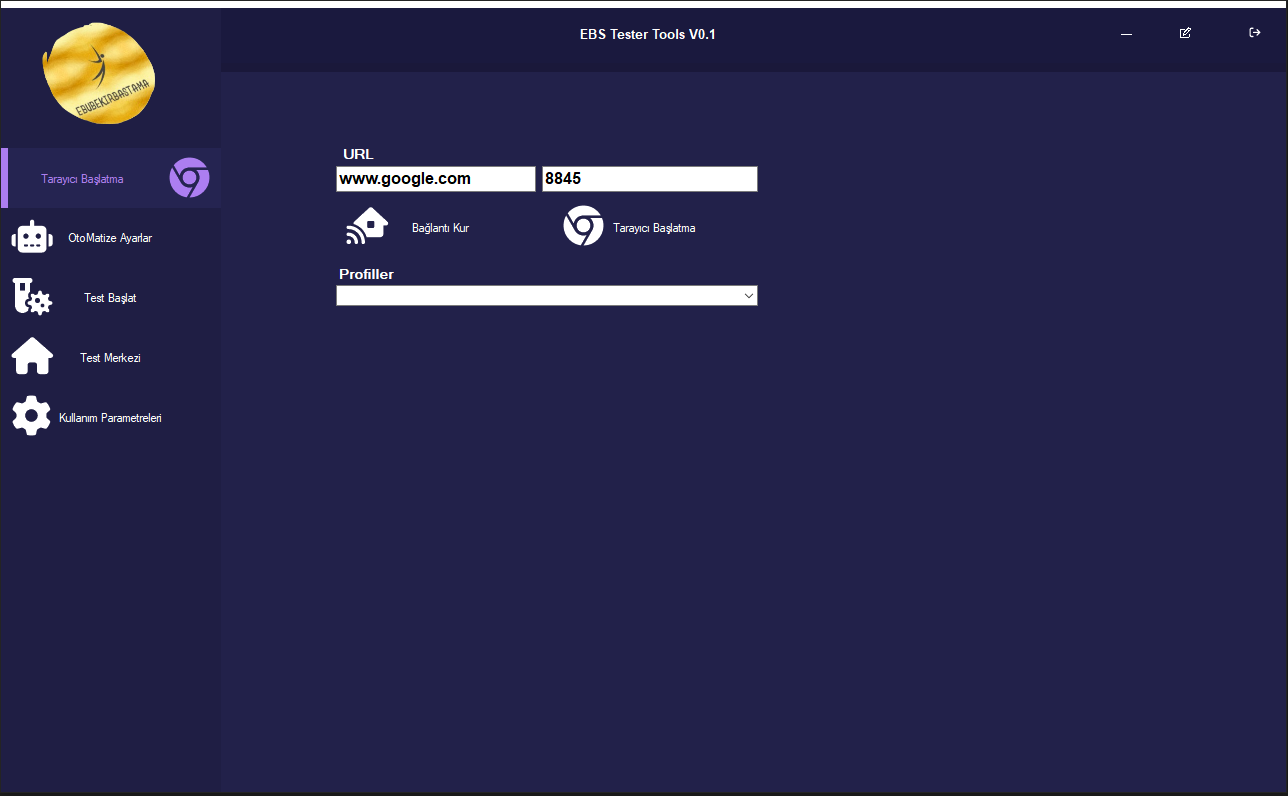 EBS Tester Tools V0.1
EBUBEKIRBASTAMA
Tarayıcı Başlatma
OtoMatize Ayarlar
Test Başlat
Test Merkezi
Kullanım Parametreleri
URL
www.google.com 8845
Bağlantı Kur Tarayıcı Başlatma
Profiller